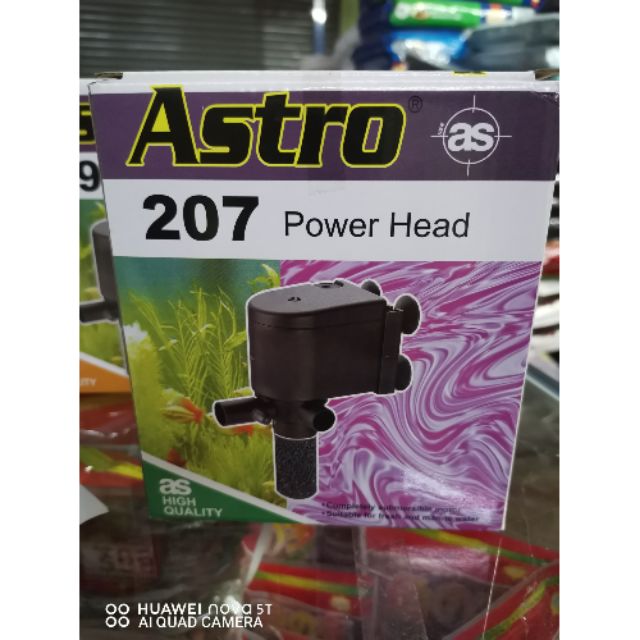 Astro®
as
207 Power Head
9
as
HIGH
QUALITY
•Completely submersible motor
•Suitable for fresh and marine water
HUAWEI nova 5T
AI QUAD CAMERA